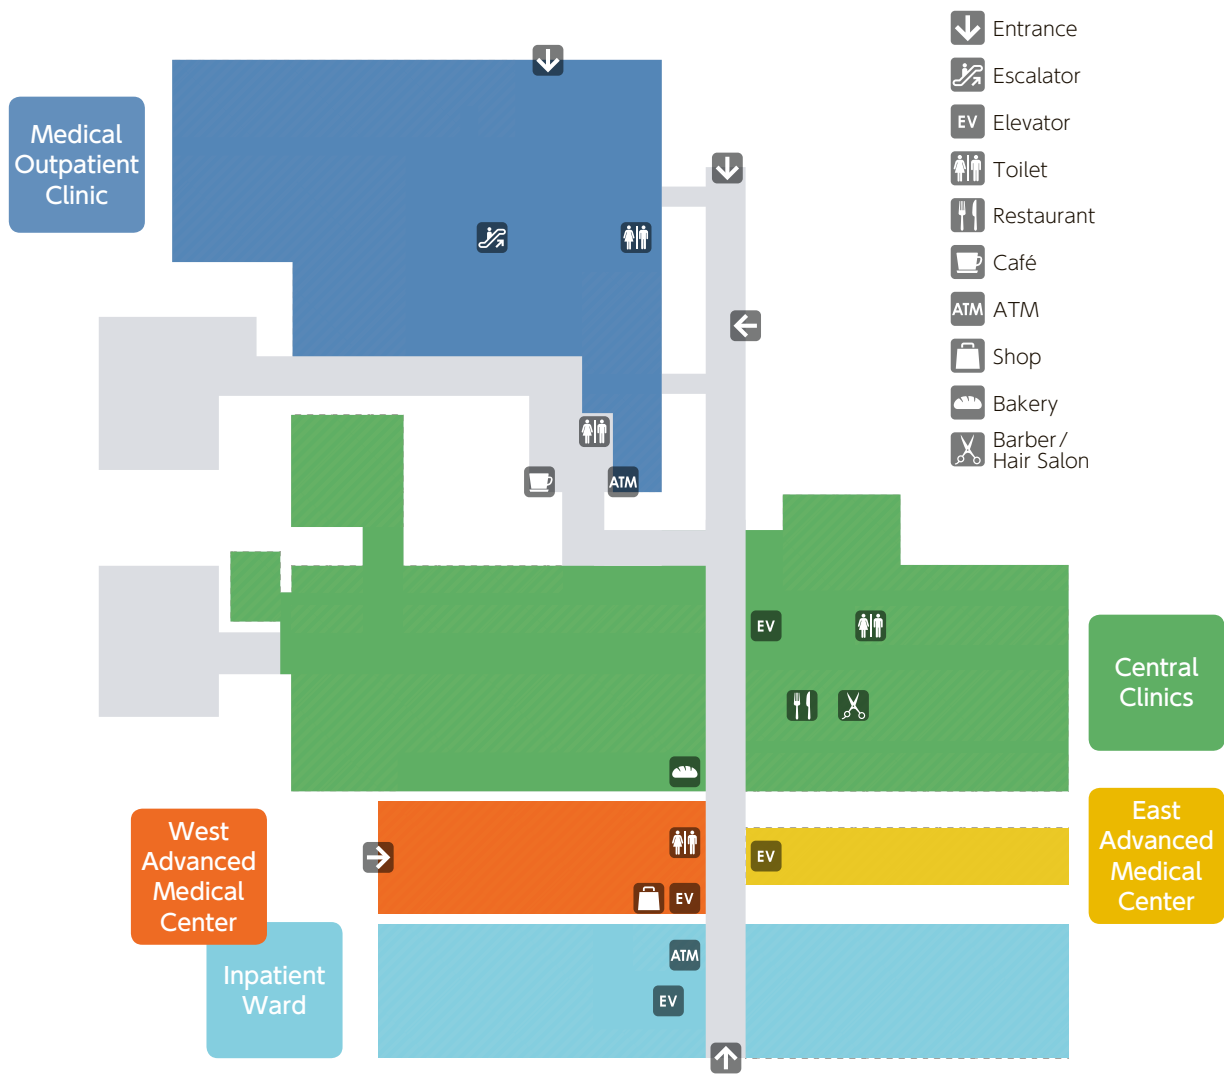 Entrance
Escalator
EV Elevator
Toilet
Restaurant
Café
ATM ATM
Shop
Bakery
Barber/
Hair Salon
Medical
Outpatient
Clinic
ATM
EV
Central
Clinics
West
Advanced
Medical
Center
EV
EV
East
Advanced
Medical
Center
Inpatient
Ward
ATM
EV